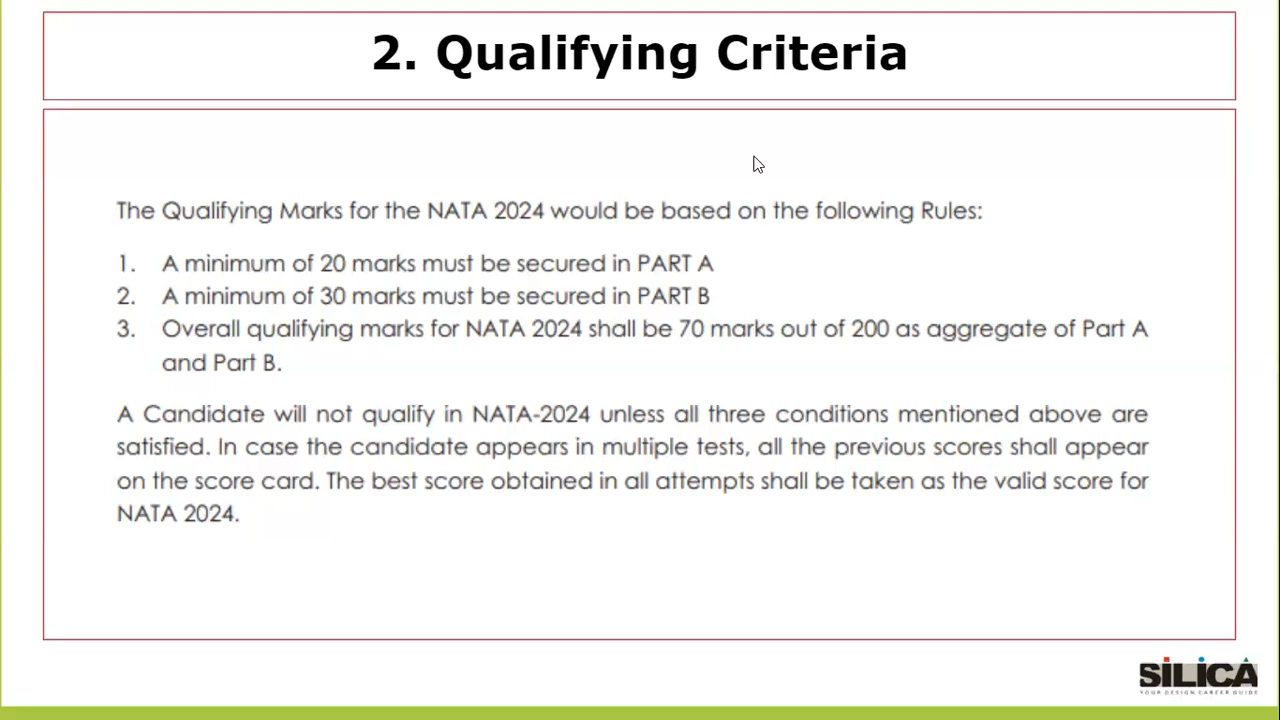 2. Qualifying Criteria
The Qualifying Marks for the NATA 2024 would be based on the following Rules:
1. A minimum of 20 marks must be secured in PART A
2. A minimum of 30 marks must be secured in PART B
3. Overall qualifying marks for NATA 2024 shall be 70 marks out of 200 as aggregate of Part A
and Part B.
A Candidate will not qualify in NATA-2024 unless all three conditions mentioned above are
satisfied. In case the candidate appears in multiple tests, all the previous scores shall appear
on the score card. The best score obtained in all attempts shall be taken as the valid score for
NATA 2024.
SILICA
YOUR DESIGN CAREER GUIDE